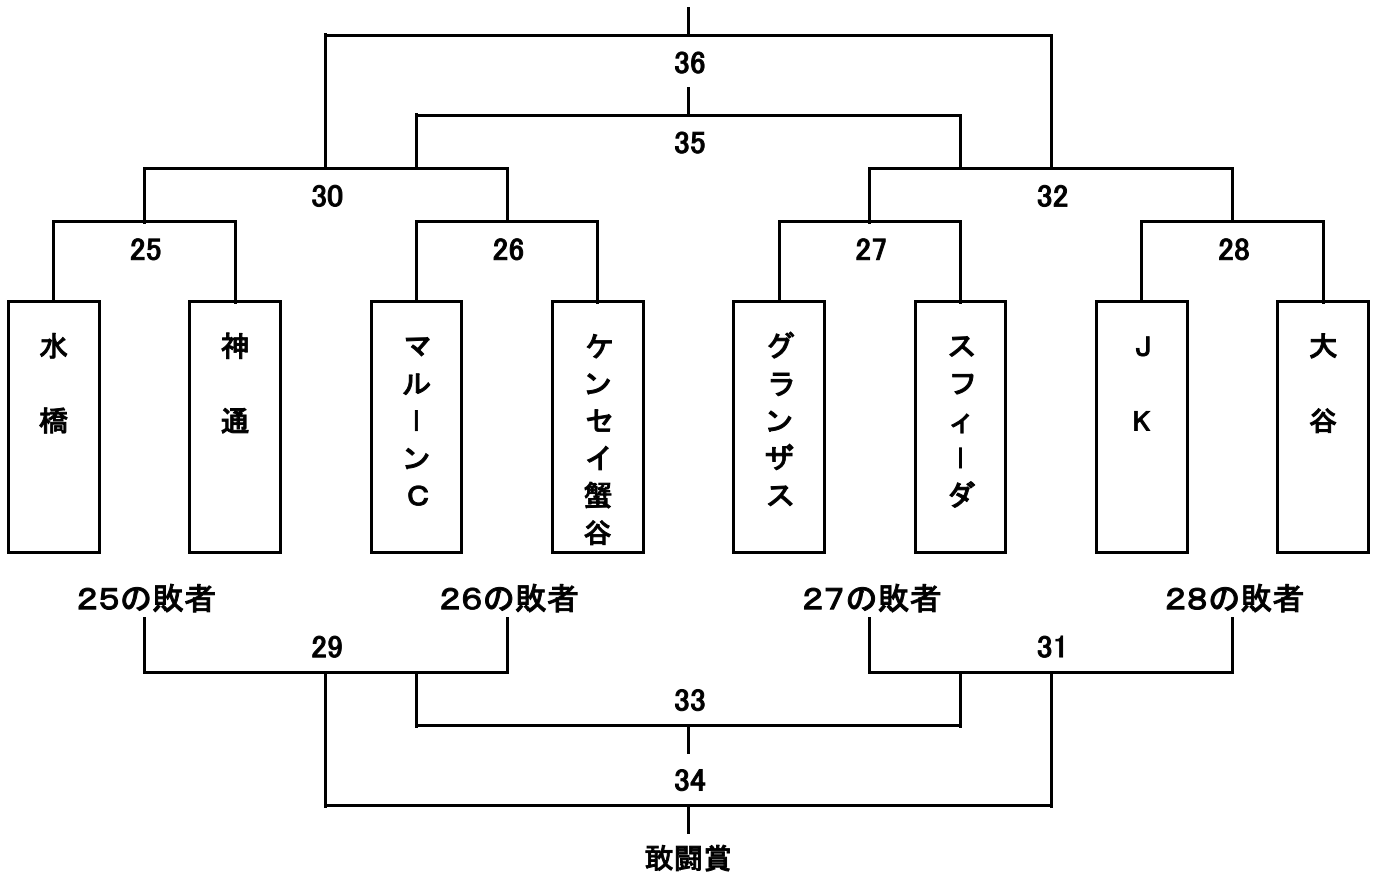 36
35
30
32
25
26
27
28
水橋
神通
マルーンC
ケンセイ蟹谷
グランザス
スフィーダ
JK
大谷
25の敗者
26の敗者
27の敗者
28の敗者
29
31
33
34
敢闘賞